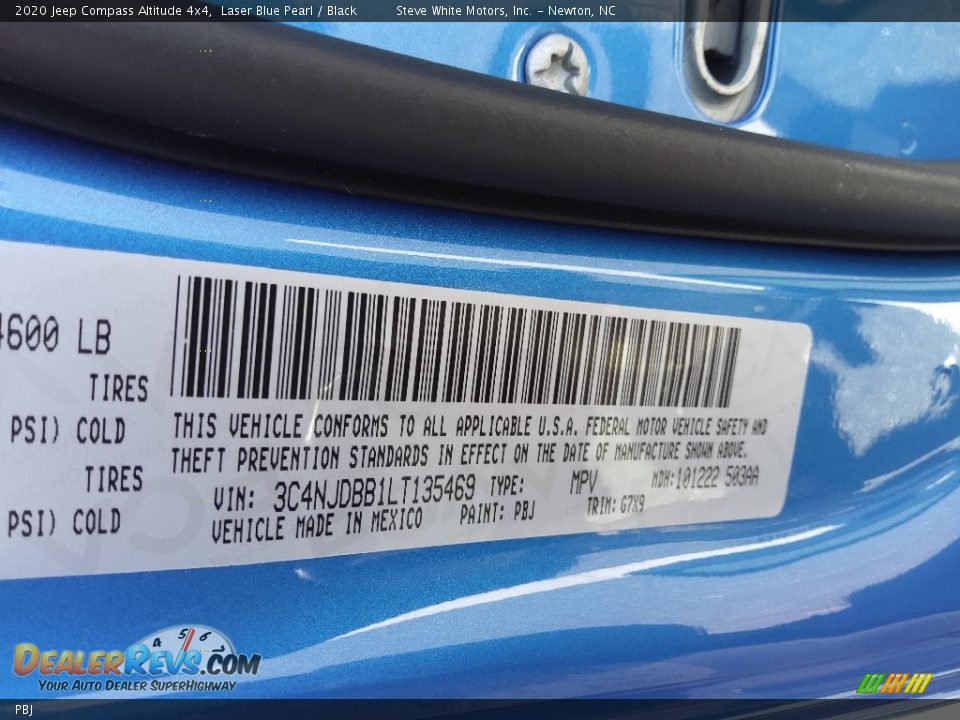 2020 Jeep Compass Altitude 4x4, Laser Blue Pearl / Black Steve White Motors, Inc. - Newton, NC
4600 LB
TIRES
PSI) COLD
TIRES
PSI) COLD
THIS VEHICLE CONFORMS TO ALL APPLICABLE U.S.A. FEDERAL MOTOR VEHICLE SAFETY AND
THEFT PREVENTION STANDARDS IN EFFECT ON THE DATE OF MANUFACTURE SHOWN ABOVE.
VIN: 3C4NJDBB1LT135469 TYPE: MPV MDH:101222 503AA
VEHICLE MADE IN MEXICO PAINT: PBJ TRIM: G7X9
4 5 6
DEALERREVS.COM
YOUR AUTO DEALER SUPERHIGHWAY
PBJ